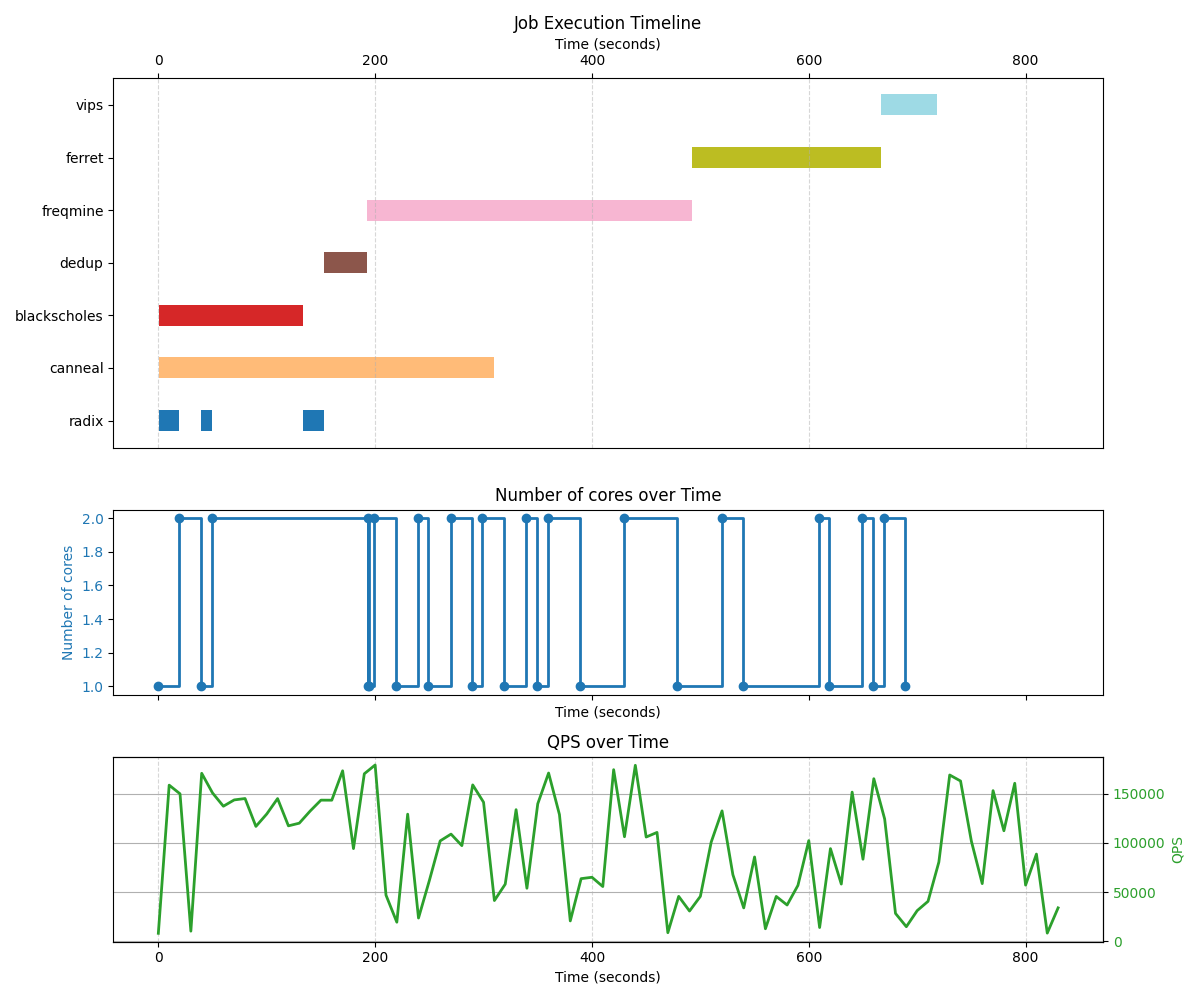 Job Execution Timeline
Time (seconds)
0 200 400 600 800
vips
ferret
freqmine
dedup
blackscholes
canneal
radix
Number of cores over Time
2.0
1.8
1.6
1.4
1.2
1.0
Number of cores
Time (seconds)
QPS over Time
150000
100000
50000
0
QPS
0 200 400 600 800
Time (seconds)